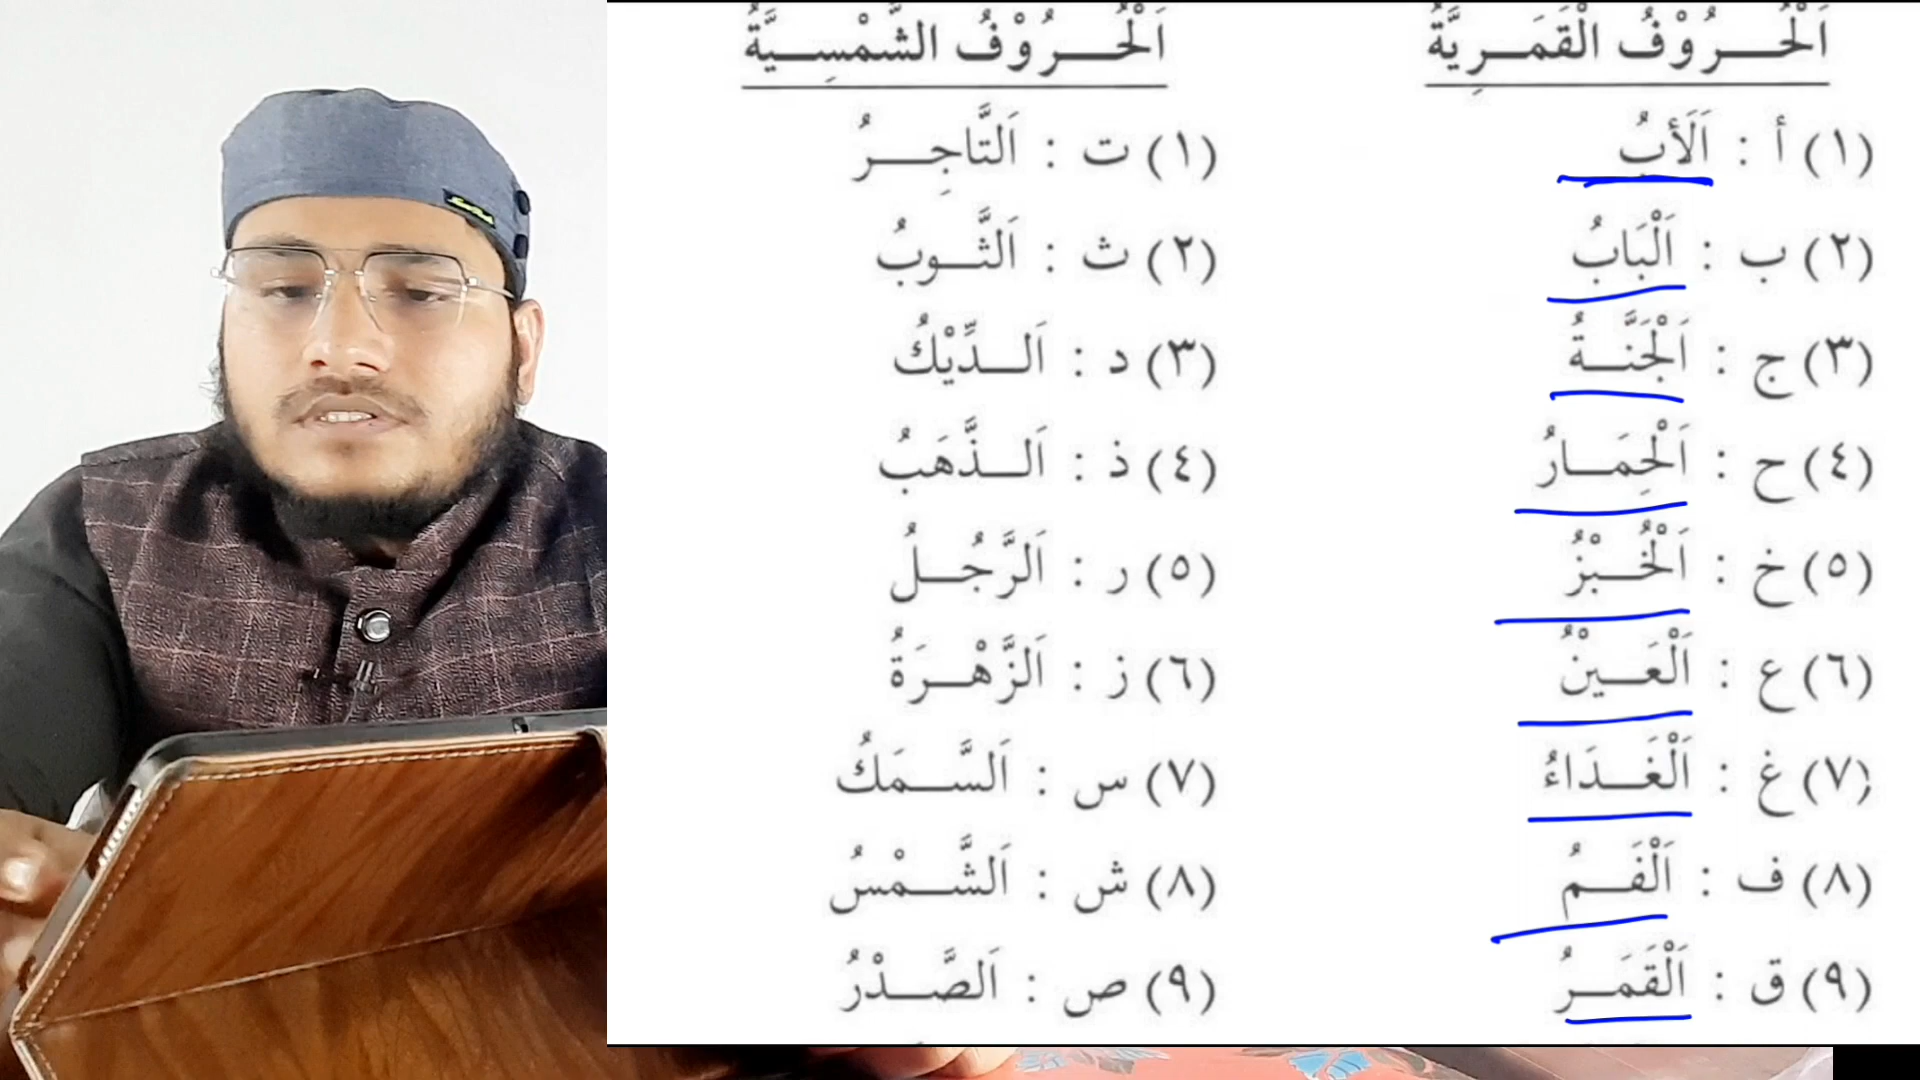 اَلْحُرُوْفُ الْقَمَرِيَّةُ اَلْحُرُوْفُ الشَّمْسِيَّةُ
(١) أ : اَلَأبُ (١) ت : اَلتَّاجِرُ
(٢) ب : اَلْبَابُ (٢) ث : اَلثَّوبُ
(٣) ج : اَلْجَنَّةُ (٣) د : اَلدِّيْكُ
(٤) ح : اَلْحِمَارُ (٤) ذ : اَلذَّهَبُ
(٥) خ : اَلْخُبْزُ (٥) ر : اَلرَّجُلُ
(٦) ع : اَلْعَيْنُ (٦) ز : اَلزَّهْرَةُ
(٧) غ : اَلْغَدَاءُ (٧) س : اَلسَّمَكُ
(٨) ف : اَلْفَمُ (٨) ش : اَلشَّمْسُ
(٩) ق : اَلْقَمَرُ (٩) ص : اَلصَّدْرُ